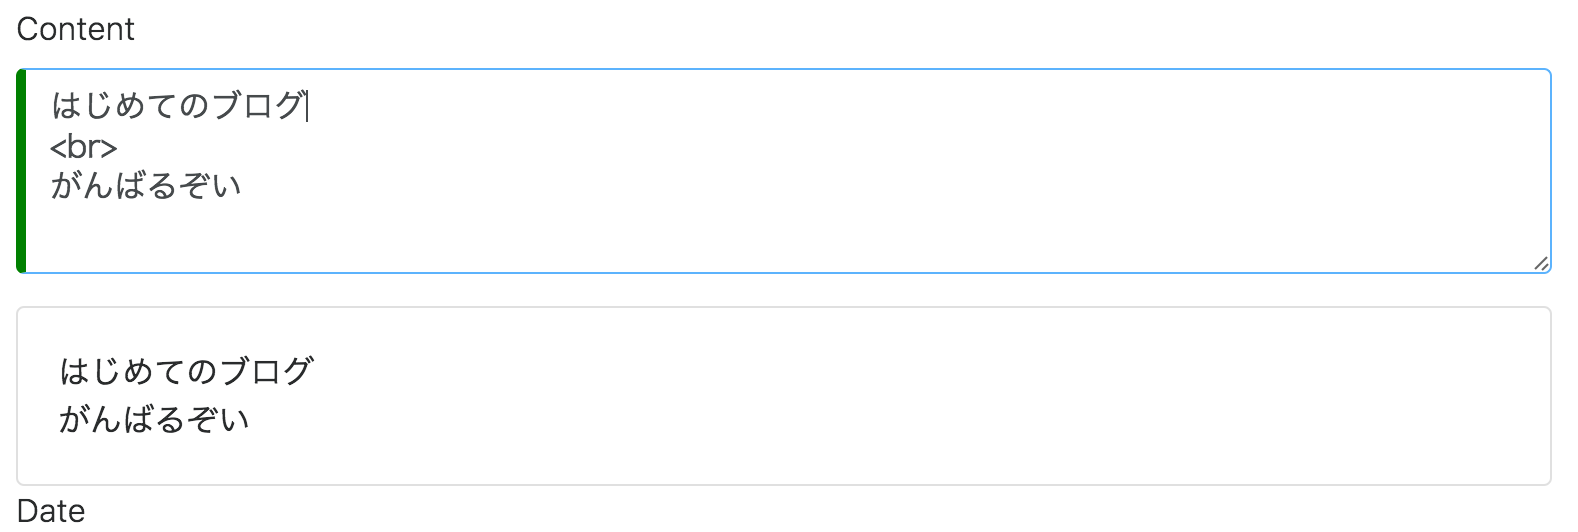 Content
はじめてのブログ
<br>
がんばるぞい
はじめてのブログ
がんばるぞい
Date